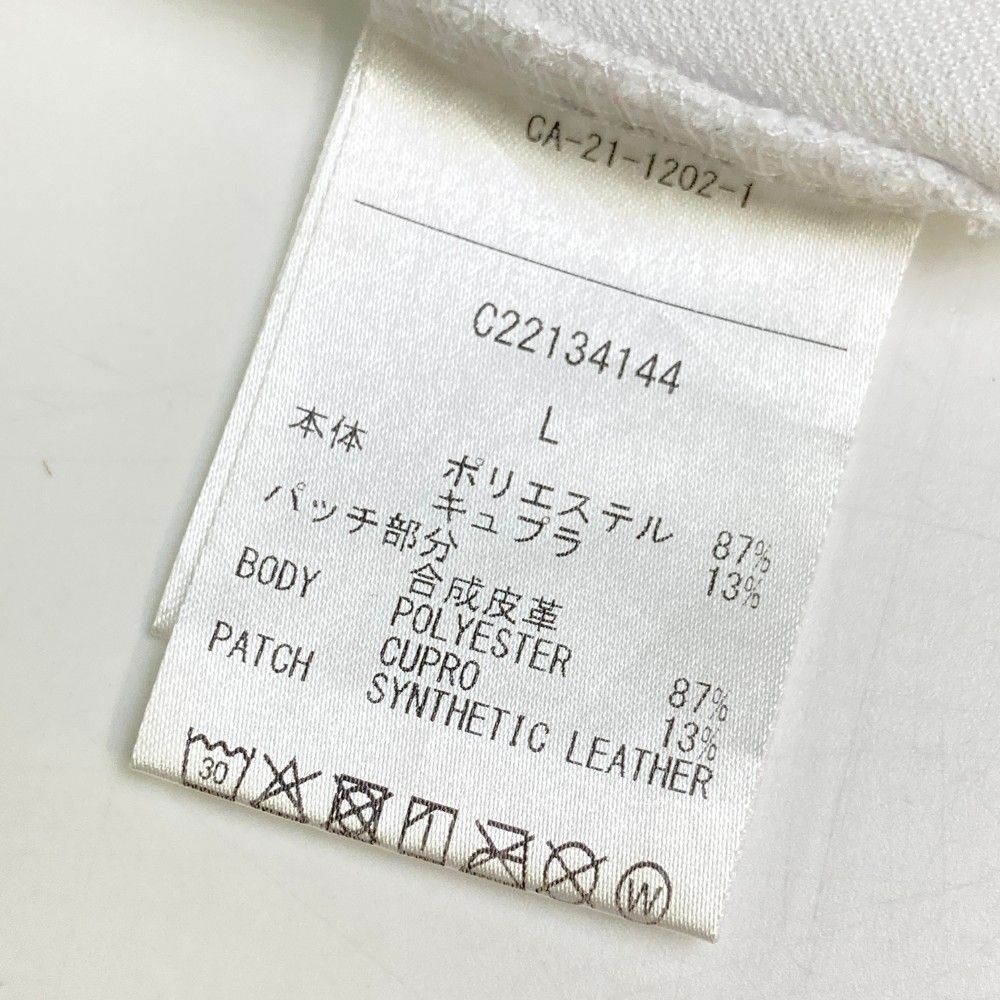 CA-21-1202-1
C22134144
L
本体 ポリエステル 87%
キュプラ 13%
パッチ部分
合成皮革
BODY POLYESTER 87%
CUPRO 13%
PATCH SYNTHETIC LEATHER
30
W